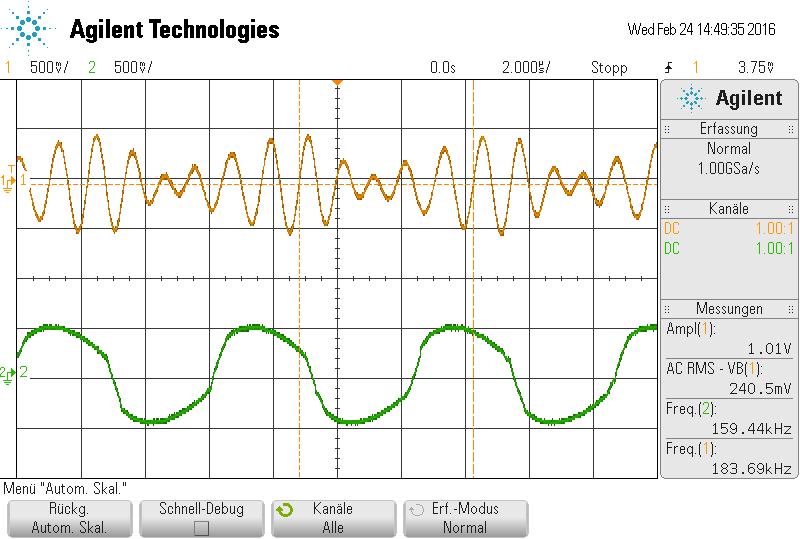 Agilent Technologies
Wed Feb 24 14:49:35 2016
1 500mV/ 2 500mV/ 0.0s 2.000us/ Stopp 1 3.75V
Agilent
Erfassung
Normal
1.00GSa/s
Kanäle
DC 1.00:1
DC 1.00:1
Messungen
Ampl(1):
1.01V
AC RMS - VB(1):
240.5mV
Freq.(2):
159.44kHz
Freq.(1):
183.69kHz
1 T 1
2 2
Menü "Autom. Skal."
Rückg.
Autom. Skal.
Schnell-Debug
Kanäle
Alle
Erf.-Modus
Normal